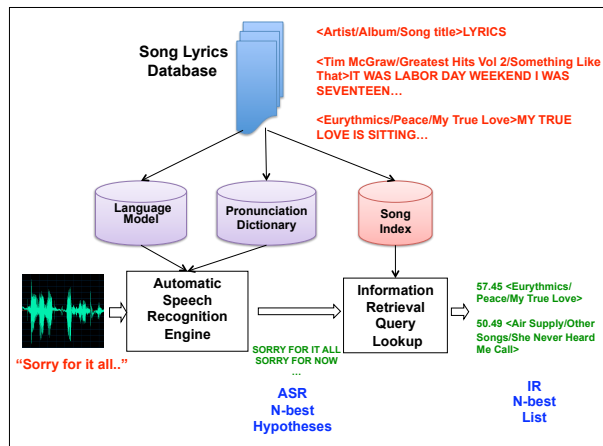 Song Lyrics
Database
<Artist/Album/Song title>LYRICS
<Tim McGraw/Greatest Hits Vol 2/Something Like
That>IT WAS LABOR DAY WEEKEND I WAS
SEVENTEEN…
<Eurythmics/Peace/My True Love>MY TRUE
LOVE IS SITTING…
Language
Model
Pronunciation
Dictionary
Song
Index
Automatic
Speech
Recognition
Engine
Information
Retrieval
Query
Lookup
"Sorry for it all.."
SORRY FOR IT ALL
SORRY FOR NOW
…
57.45 <Eurythmics/
Peace/My True Love>
50.49 <Air Supply/Other
Songs/She Never Heard
Me Call>
ASR
N-best
Hypotheses
IR
N-best
List